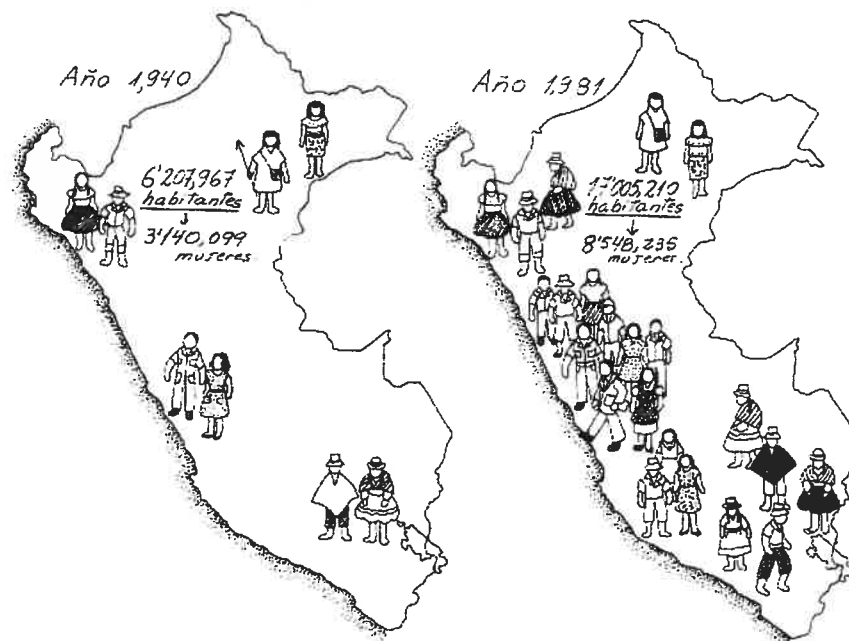 Año 1,940
6'207,967
habitantes
3'140,099
mujeres
Año 1,981
17'005,210
habitantes
8'548,235
mujeres.